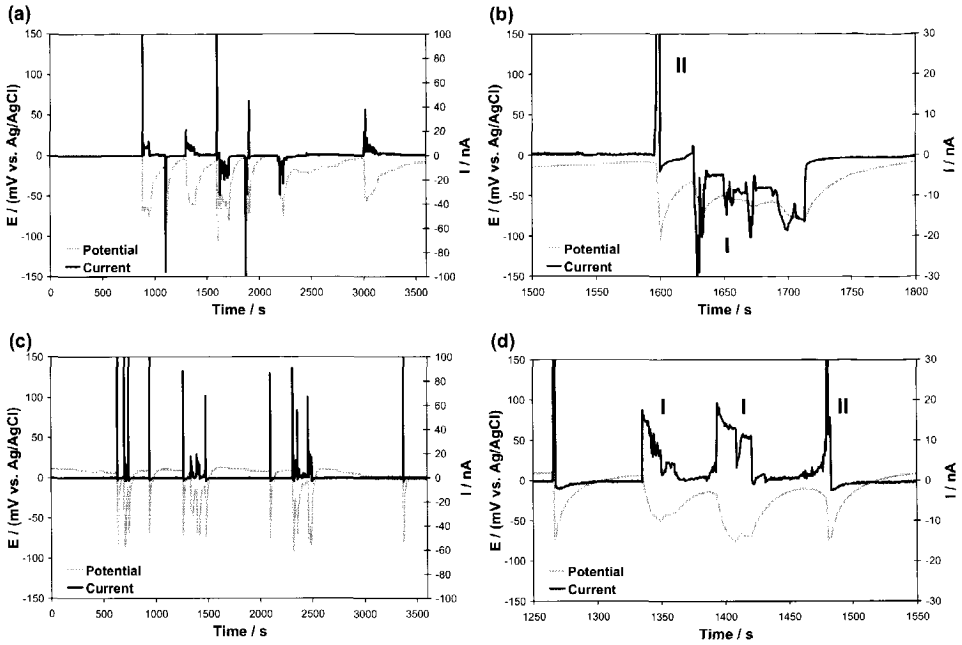 (a)
150
100
50
0
-50
-100
-150
E / (mV vs. Ag/AgCl)
100
80
60
40
20
0
-20
-40
-60
-80
-100
I / nA
Potential
Current
0 500 1000 1500 2000 2500 3000 3500
Time / s
(b)
150
100
50
0
-50
-100
-150
E / (mV vs. Ag/AgCl)
30
20
10
0
-10
-20
-30
I / nA
II
I
Potential
Current
1500 1550 1600 1650 1700 1750 1800
Time / s
(c)
150
100
50
0
-50
-100
-150
E / (mV vs. Ag/AgCl)
100
80
60
40
20
0
-20
-40
-60
-80
-100
I / nA
Potential
Current
0 500 1000 1500 2000 2500 3000 3500
Time / s
(d)
150
100
50
0
-50
-100
-150
E / (mV vs. Ag/AgCl)
30
20
10
0
-10
-20
-30
I / nA
I I II
Potential
Current
1250 1300 1350 1400 1450 1500 1550
Time / s